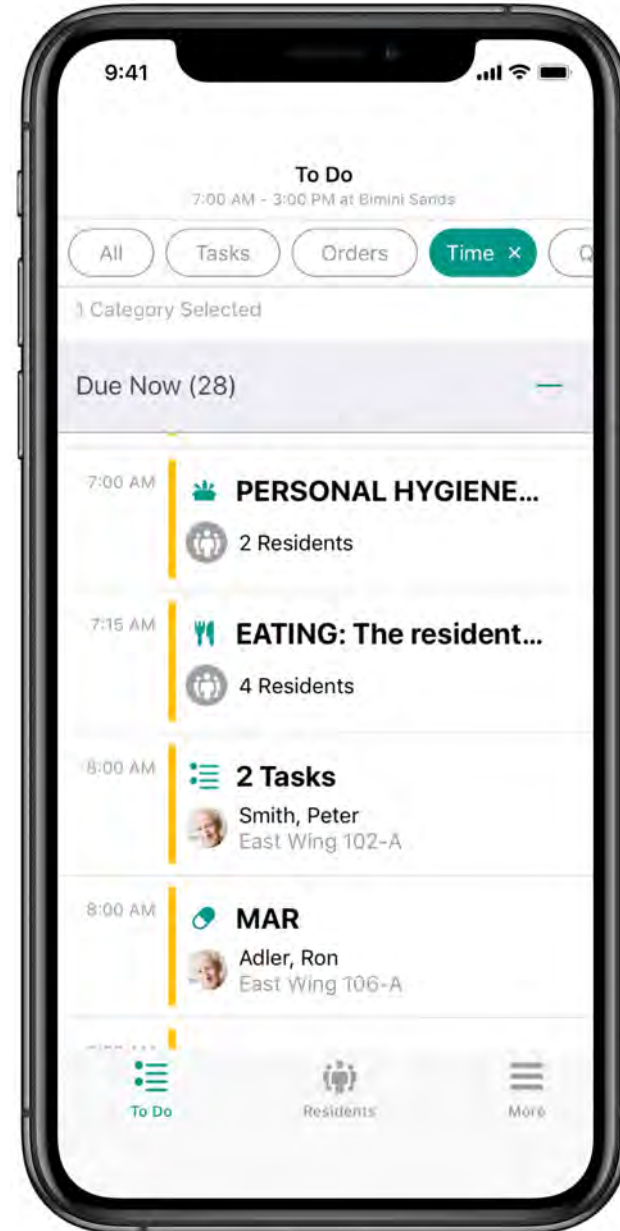 9:41
To Do
7:00 AM - 3:00 PM at Bimini Sands
All
Tasks
Orders
Time ×
1 Category Selected
Due Now (28)
7:00 AM
PERSONAL HYGIENE...
2 Residents
7:15 AM
EATING: The resident...
4 Residents
8:00 AM
2 Tasks
Smith, Peter
East Wing 102-A
8:00 AM
MAR
Adler, Ron
East Wing 106-A
To Do
Residents
More